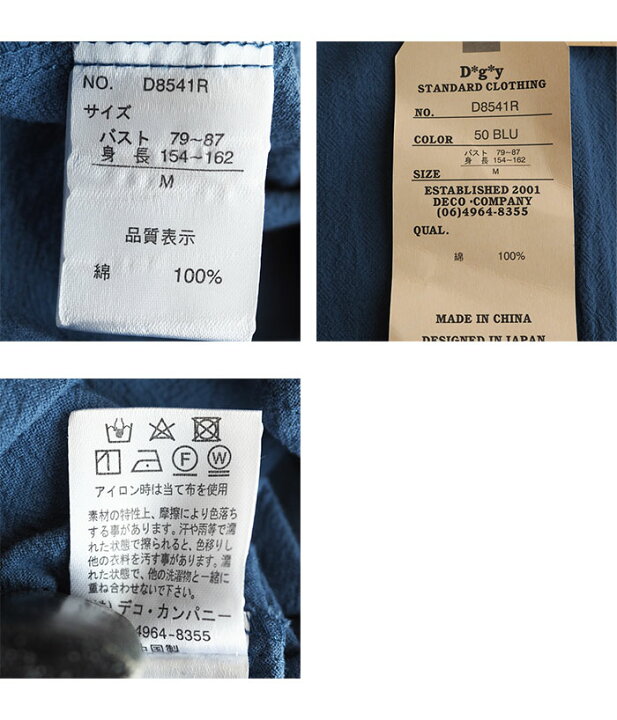 NO. D8541R
サイズ
バスト 79~87
身長 154~162
M
品質表示
綿 100%
D*g*y
STANDARD CLOTHING
NO. D8541R
COLOR 50 BLU
バスト 79~87
身長 154~162
SIZE M
ESTABLISHED 2001
DECO・COMPANY
(06)4964-8355
QUAL.
綿 100%
MADE IN CHINA
DESIGNED IN JAPAN
F W
アイロン時は当て布を使用
素材の特性上、摩擦により色落ち
する事があります。汗や雨等で濡
れた状態で擦られると、色移りし
他の衣料を汚す事があります。濡
れた状態で、他の洗濯物と一緒に
重ね合わせないで下さい。
デコ・カンパニー
4964-8355
中国製